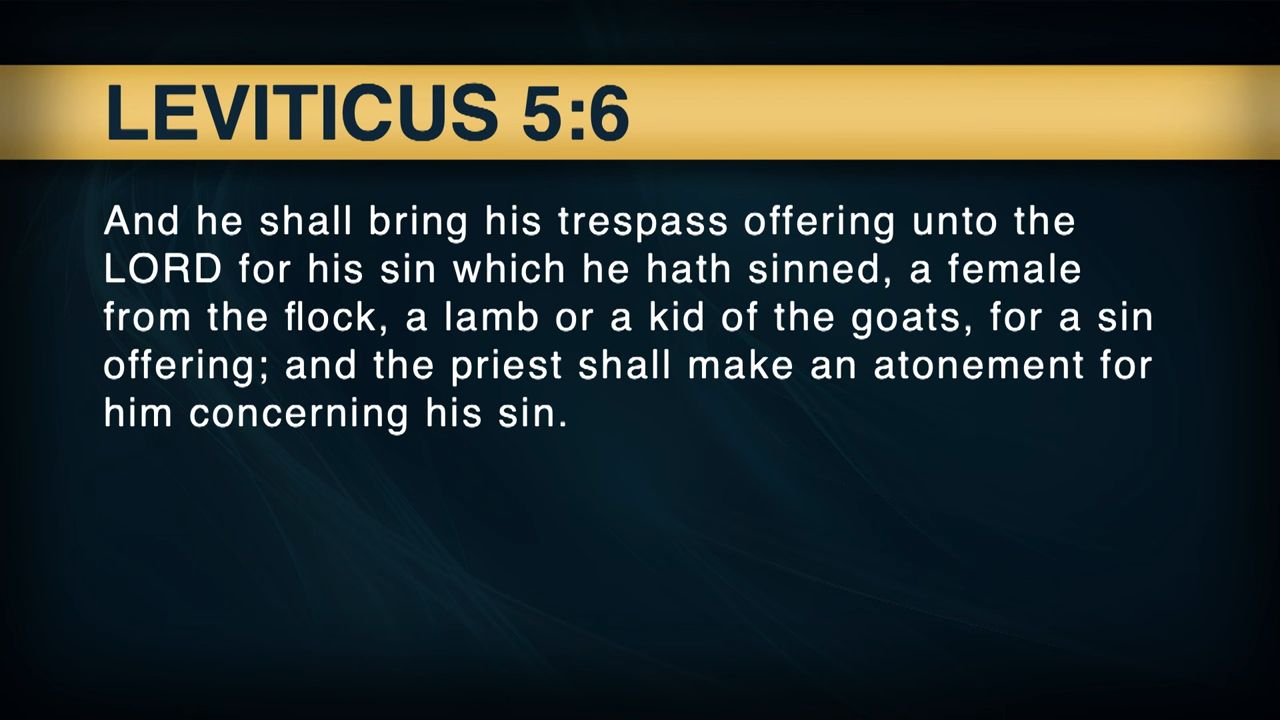 LEVITICUS 5:6
And he shall bring his trespass offering unto the
LORD for his sin which he hath sinned, a female
from the flock, a lamb or a kid of the goats, for a sin
offering; and the priest shall make an atonement for
him concerning his sin.